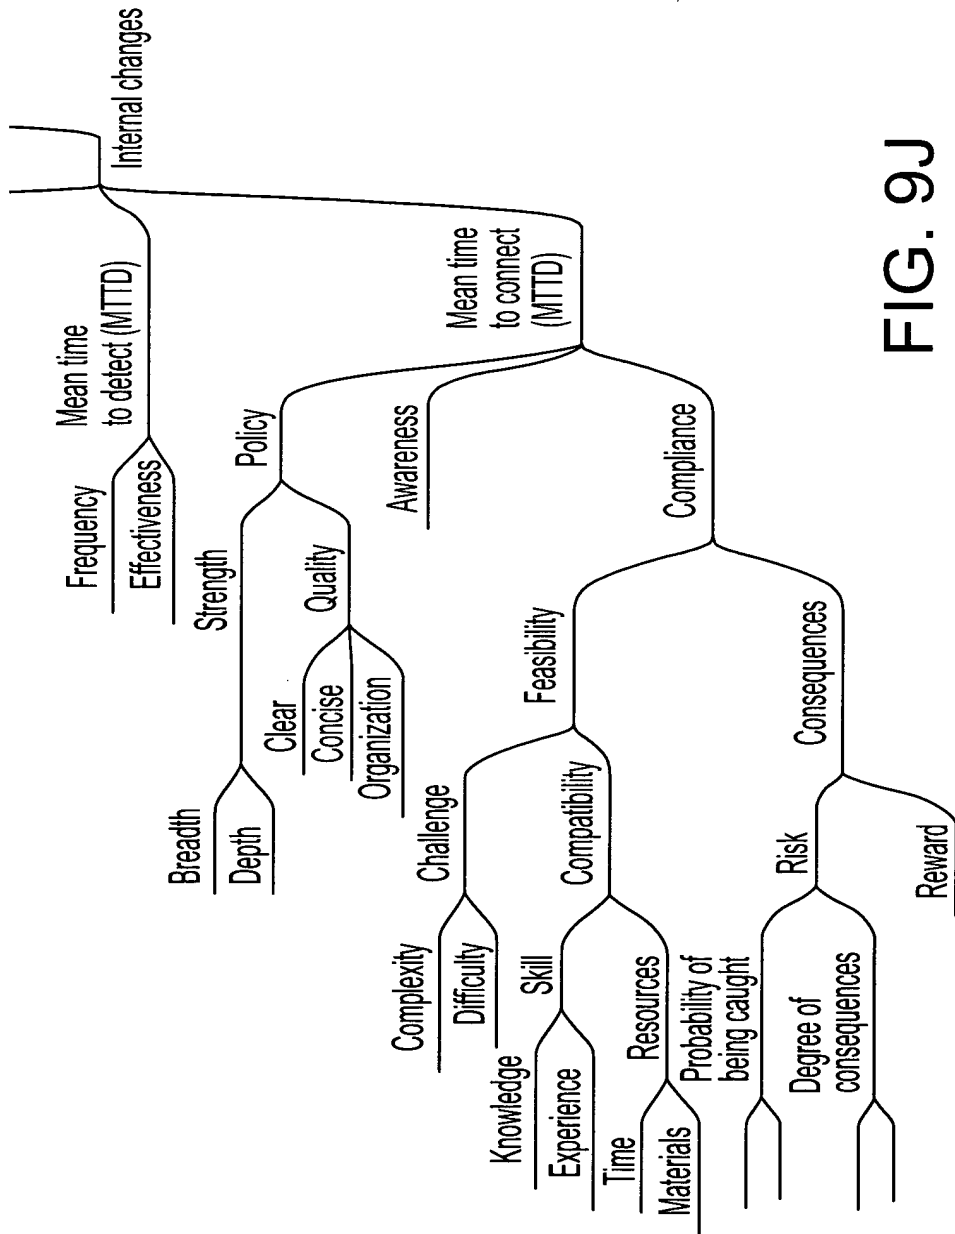 Internal changes
Mean time
to detect (MTTD)
Frequency
Effectiveness
Mean time
to connect
(MTTD)
Policy
Strength
Breadth
Depth
Quality
Clear
Concise
Organization
Awareness
Compliance
Feasibility
Challenge
Complexity
Difficulty
Compatibility
Skill
Knowledge
Experience
Resources
Time
Materials
Consequences
Risk
Probability of
being caught
Degree of
consequences
Reward
FIG. 9J